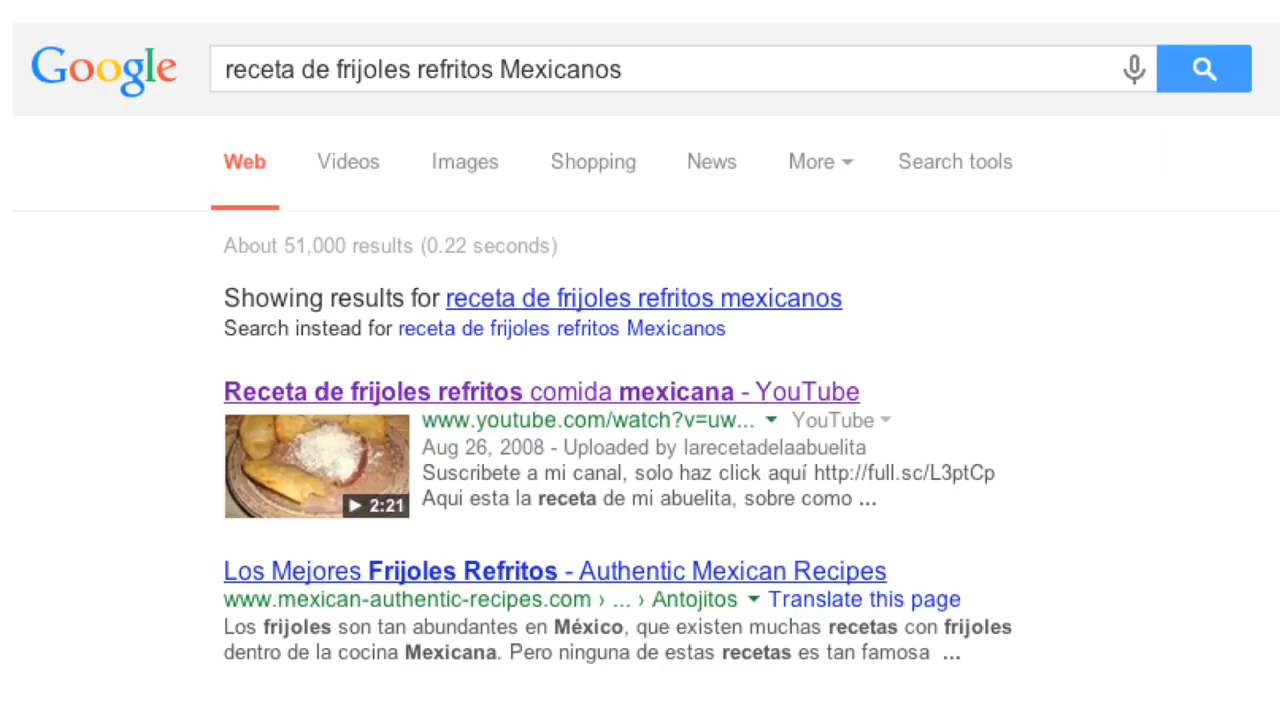 Google
receta de frijoles refritos Mexicanos
Web Videos Images Shopping News More Search tools
About 51,000 results (0.22 seconds)
Showing results for receta de frijoles refritos mexicanos
Search instead for receta de frijoles refritos Mexicanos
Receta de frijoles refritos comida mexicana - YouTube
www.youtube.com/watch?v=uw... YouTube
Aug 26, 2008 - Uploaded by larecetadelaabuelita
Suscribete a mi canal, solo haz click aquí http://full.sc/L3ptCp
2:21
Aqui esta la receta de mi abuelita, sobre como ...
Los Mejores Frijoles Refritos - Authentic Mexican Recipes
www.mexican-authentic-recipes.com › ... › Antojitos Translate this page
Los frijoles son tan abundantes en México, que existen muchas recetas con frijoles
dentro de la cocina Mexicana. Pero ninguna de estas recetas es tan famosa ...